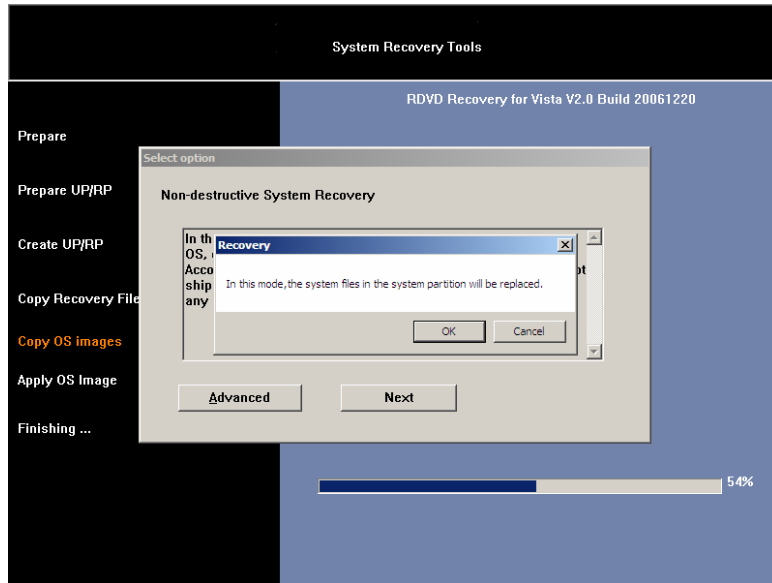 System Recovery Tools
RDVD Recovery for Vista V2.0 Build 20061220
Prepare
Prepare UP/RP
Create UP/RP
Copy Recovery File
Copy OS images
Apply OS Image
Finishing ...
Select option
Non-destructive System Recovery
In th
OS,
Acco
ship
any
Recovery
In this mode,the system files in the system partition will be replaced.
OK
Cancel
Advanced
Next
54%